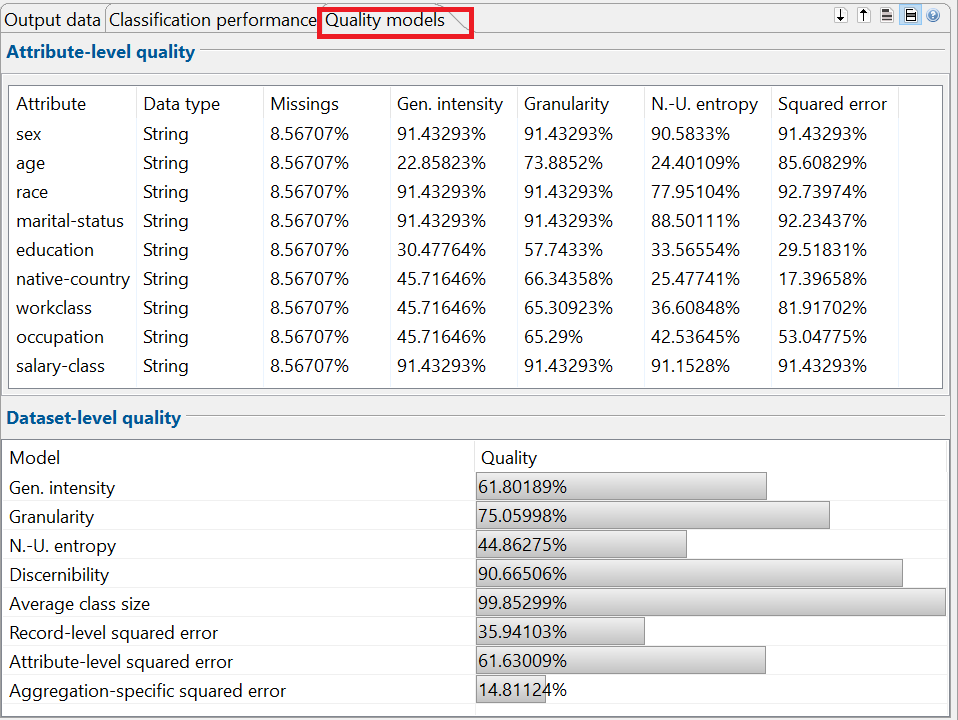 Output data Classification performance Quality models
Attribute-level quality
Attribute Data type Missings Gen. intensity Granularity N.-U. entropy Squared error
sex String 8.56707% 91.43293% 91.43293% 90.5833% 91.43293%
age String 8.56707% 22.85823% 73.8852% 24.40109% 85.60829%
race String 8.56707% 91.43293% 91.43293% 77.95104% 92.73974%
marital-status String 8.56707% 91.43293% 91.43293% 88.50111% 92.23437%
education String 8.56707% 30.47764% 57.7433% 33.56554% 29.51831%
native-country String 8.56707% 45.71646% 66.34358% 25.47741% 17.39658%
workclass String 8.56707% 45.71646% 65.30923% 36.60848% 81.91702%
occupation String 8.56707% 45.71646% 65.29% 42.53645% 53.04775%
salary-class String 8.56707% 91.43293% 91.43293% 91.1528% 91.43293%
Dataset-level quality
Model Quality
Gen. intensity 61.80189%
Granularity 75.05998%
N.-U. entropy 44.86275%
Discernibility 90.66506%
Average class size 99.85299%
Record-level squared error 35.94103%
Attribute-level squared error 61.63009%
Aggregation-specific squared error 14.81124%